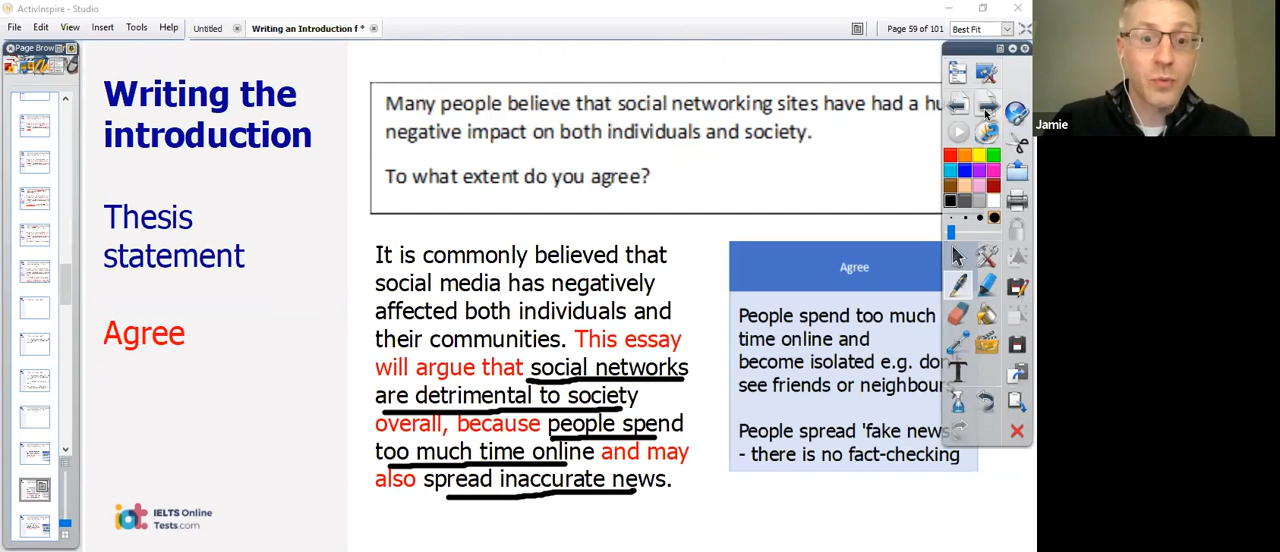 ActivInspire - Studio
File Edit View Insert Tools Help Untitled Writing an Introduction f * Page 59 of 101 Best Fit
Page Brow
Writing the
introduction
Thesis
statement
Agree
IELTS Online
Tests.com
Many people believe that social networking sites have had a hu
negative impact on both individuals and society.
To what extent do you agree?
It is commonly believed that
social media has negatively
affected both individuals and
their communities. This essay
will argue that social networks
are detrimental to society
overall, because people spend
too much time online and may
also spread inaccurate news.
Agree
People spend too much
time online and
become isolated e.g. don'
see friends or neighbours
People spread 'fake news
- there is no fact-checking
Jamie